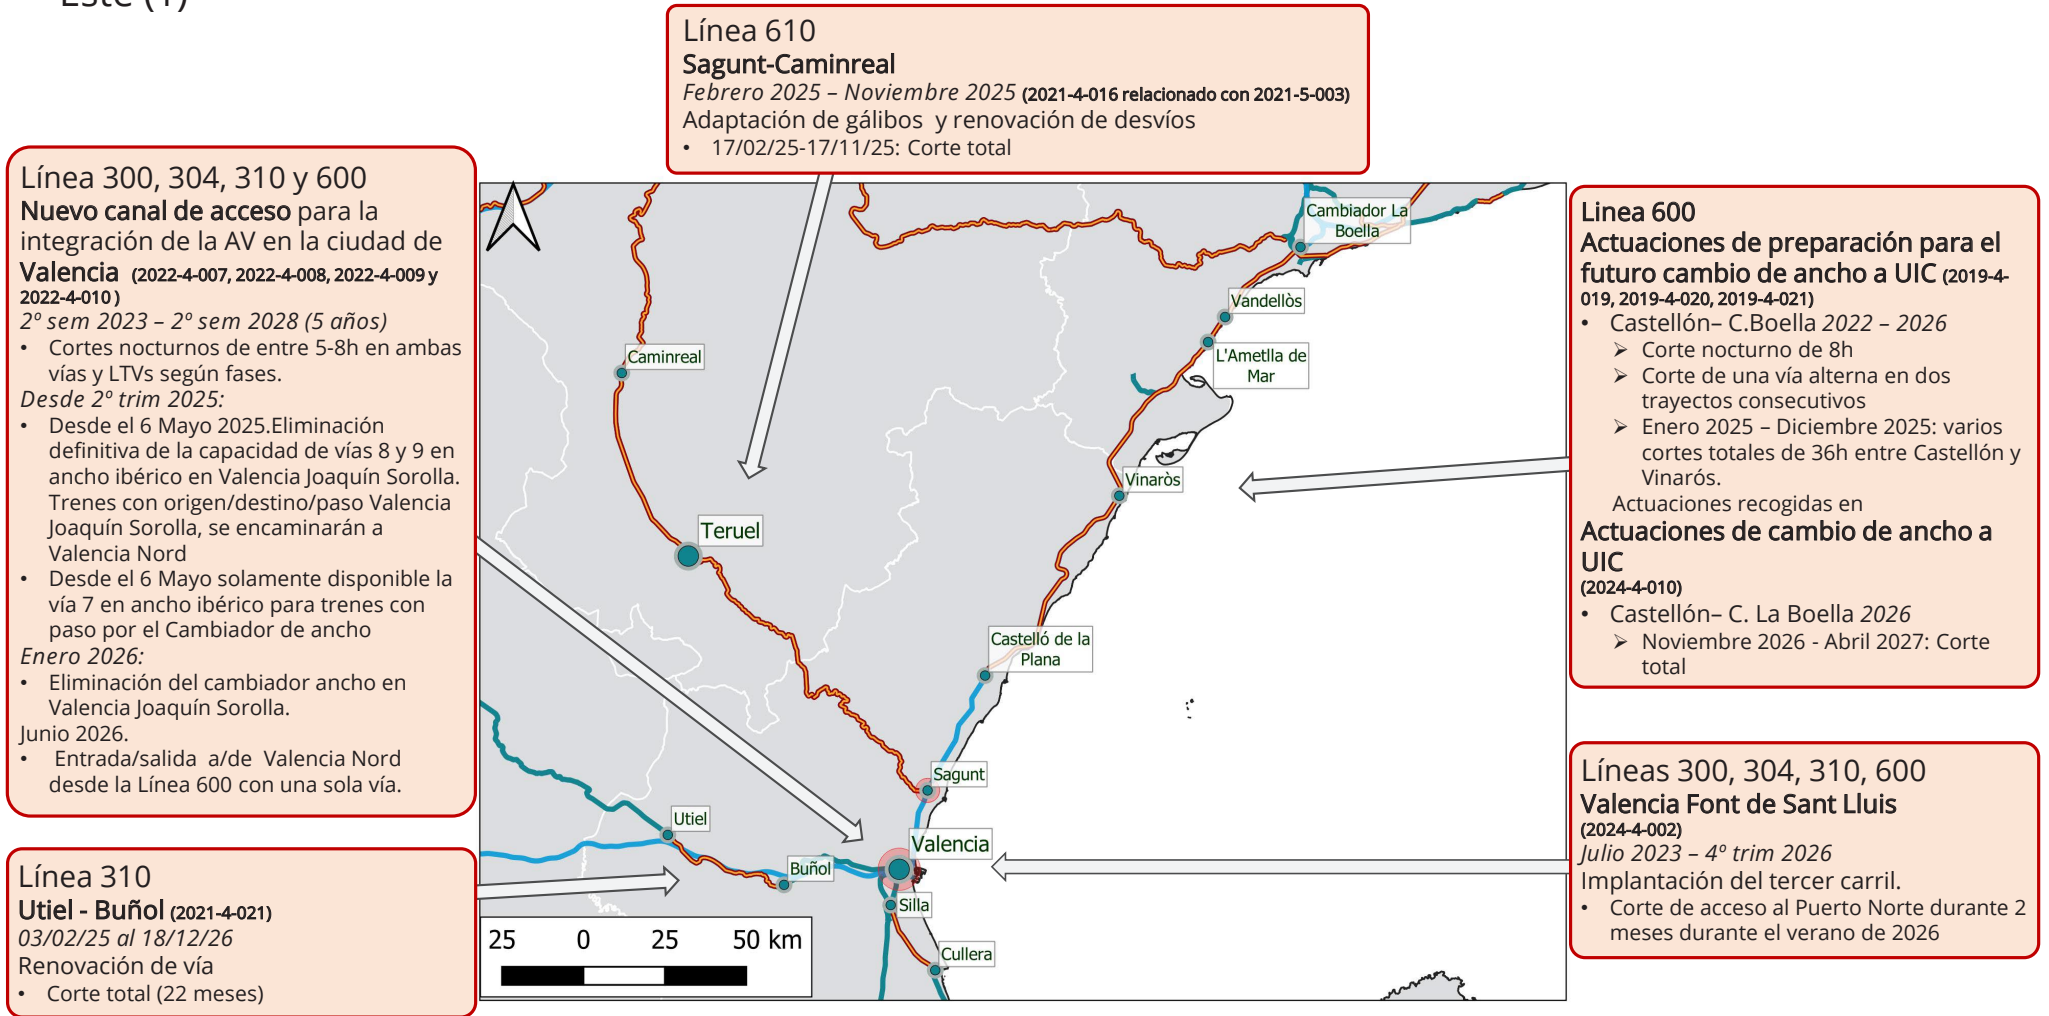 Este (1)
Línea 610
Sagunt-Caminreal
Febrero 2025 – Noviembre 2025 (2021-4-016 relacionado con 2021-5-003)
Adaptación de gálibos y renovación de desvíos
• 17/02/25-17/11/25: Corte total
Línea 300, 304, 310 y 600
Nuevo canal de acceso para la
integración de la AV en la ciudad de
Valencia (2022-4-007, 2022-4-008, 2022-4-009 y
2022-4-010 )
2º sem 2023 – 2º sem 2028 (5 años)
• Cortes nocturnos de entre 5-8h en ambas
vías y LTVs según fases.
Desde 2º trim 2025:
• Desde el 6 Mayo 2025.Eliminación
definitiva de la capacidad de vías 8 y 9 en
ancho ibérico en Valencia Joaquín Sorolla.
Trenes con origen/destino/paso Valencia
Joaquín Sorolla, se encaminarán a
Valencia Nord
• Desde el 6 Mayo solamente disponible la
vía 7 en ancho ibérico para trenes con
paso por el Cambiador de ancho
Enero 2026:
• Eliminación del cambiador ancho en
Valencia Joaquín Sorolla.
Junio 2026.
• Entrada/salida a/de Valencia Nord
desde la Línea 600 con una sola vía.
Línea 310
Utiel - Buñol (2021-4-021)
03/02/25 al 18/12/26
Renovación de vía
• Corte total (22 meses)
Cambiador La
Boella
Vandellòs
L'Ametlla de
Mar
Caminreal
Vinaròs
Teruel
Castelló de la
Plana
Sagunt
Utiel
Valencia
Buñol
Silla
Cullera
25 0 25 50 km
Linea 600
Actuaciones de preparación para el
futuro cambio de ancho a UIC (2019-4-
019, 2019-4-020, 2019-4-021)
• Castellón– C.Boella 2022 – 2026
➢ Corte nocturno de 8h
➢ Corte de una vía alterna en dos
trayectos consecutivos
➢ Enero 2025 – Diciembre 2025: varios
cortes totales de 36h entre Castellón y
Vinarós.
Actuaciones recogidas en
Actuaciones de cambio de ancho a
UIC
(2024-4-010)
• Castellón– C. La Boella 2026
➢ Noviembre 2026 - Abril 2027: Corte
total
Líneas 300, 304, 310, 600
Valencia Font de Sant Lluis
(2024-4-002)
Julio 2023 – 4º trim 2026
Implantación del tercer carril.
• Corte de acceso al Puerto Norte durante 2
meses durante el verano de 2026